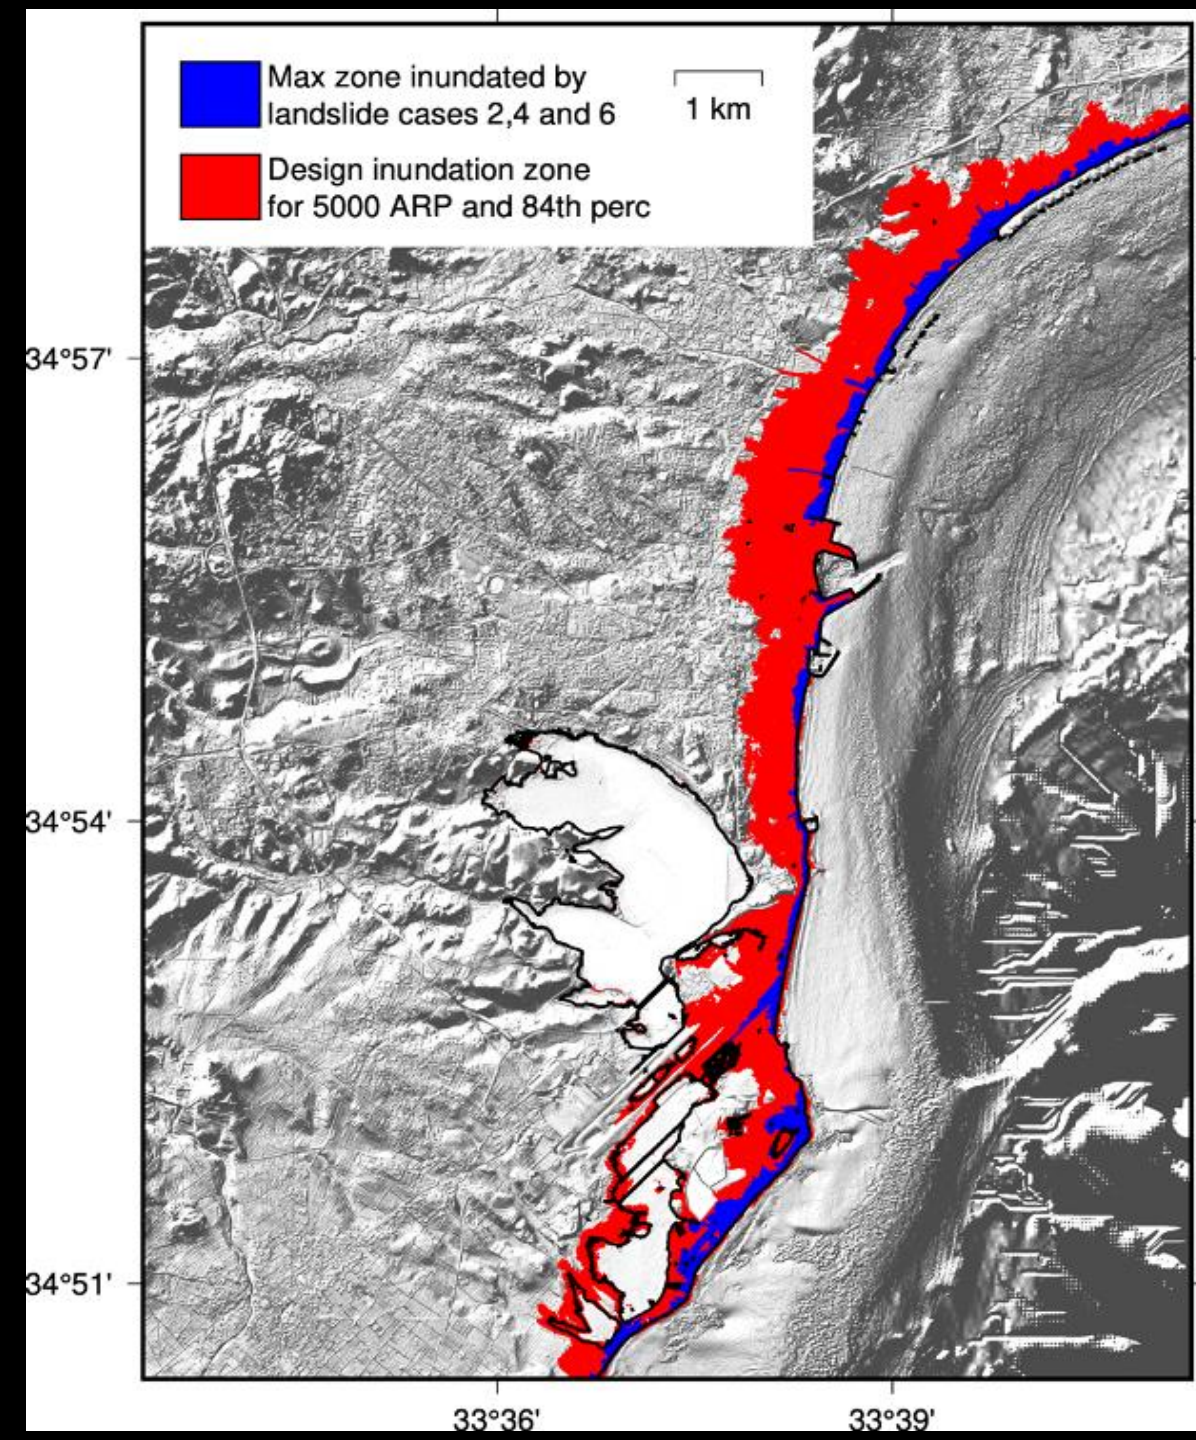 Max zone inundated by
landslide cases 2,4 and 6
1 km
Design inundation zone
for 5000 ARP and 84th perc
34°57'
34°54'
34°51'
33°36'
33°39'